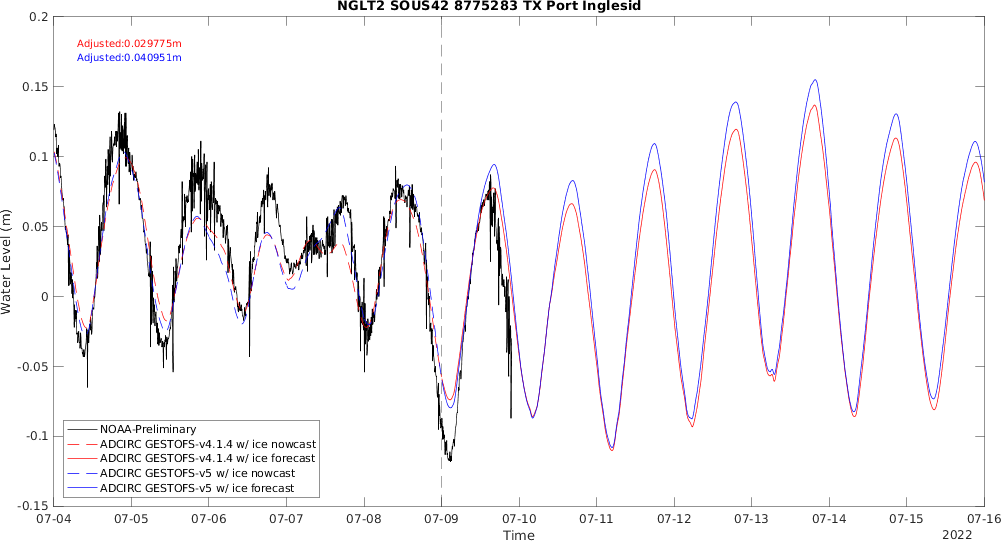 NGLT2 SOUS42 8775283 TX Port Inglesid
0.2
Adjusted:0.029775m
Adjusted:0.040951m
0.15
0.1
0.05
0
-0.05
-0.1
-0.15
Water Level (m)
NOAA-Preliminary
ADCIRC GESTOFS-v4.1.4 w/ ice nowcast
ADCIRC GESTOFS-v4.1.4 w/ ice forecast
ADCIRC GESTOFS-v5 w/ ice nowcast
ADCIRC GESTOFS-v5 w/ ice forecast
07-04 07-05 07-06 07-07 07-08 07-09 07-10 07-11 07-12 07-13 07-14 07-15 07-16
Time
2022